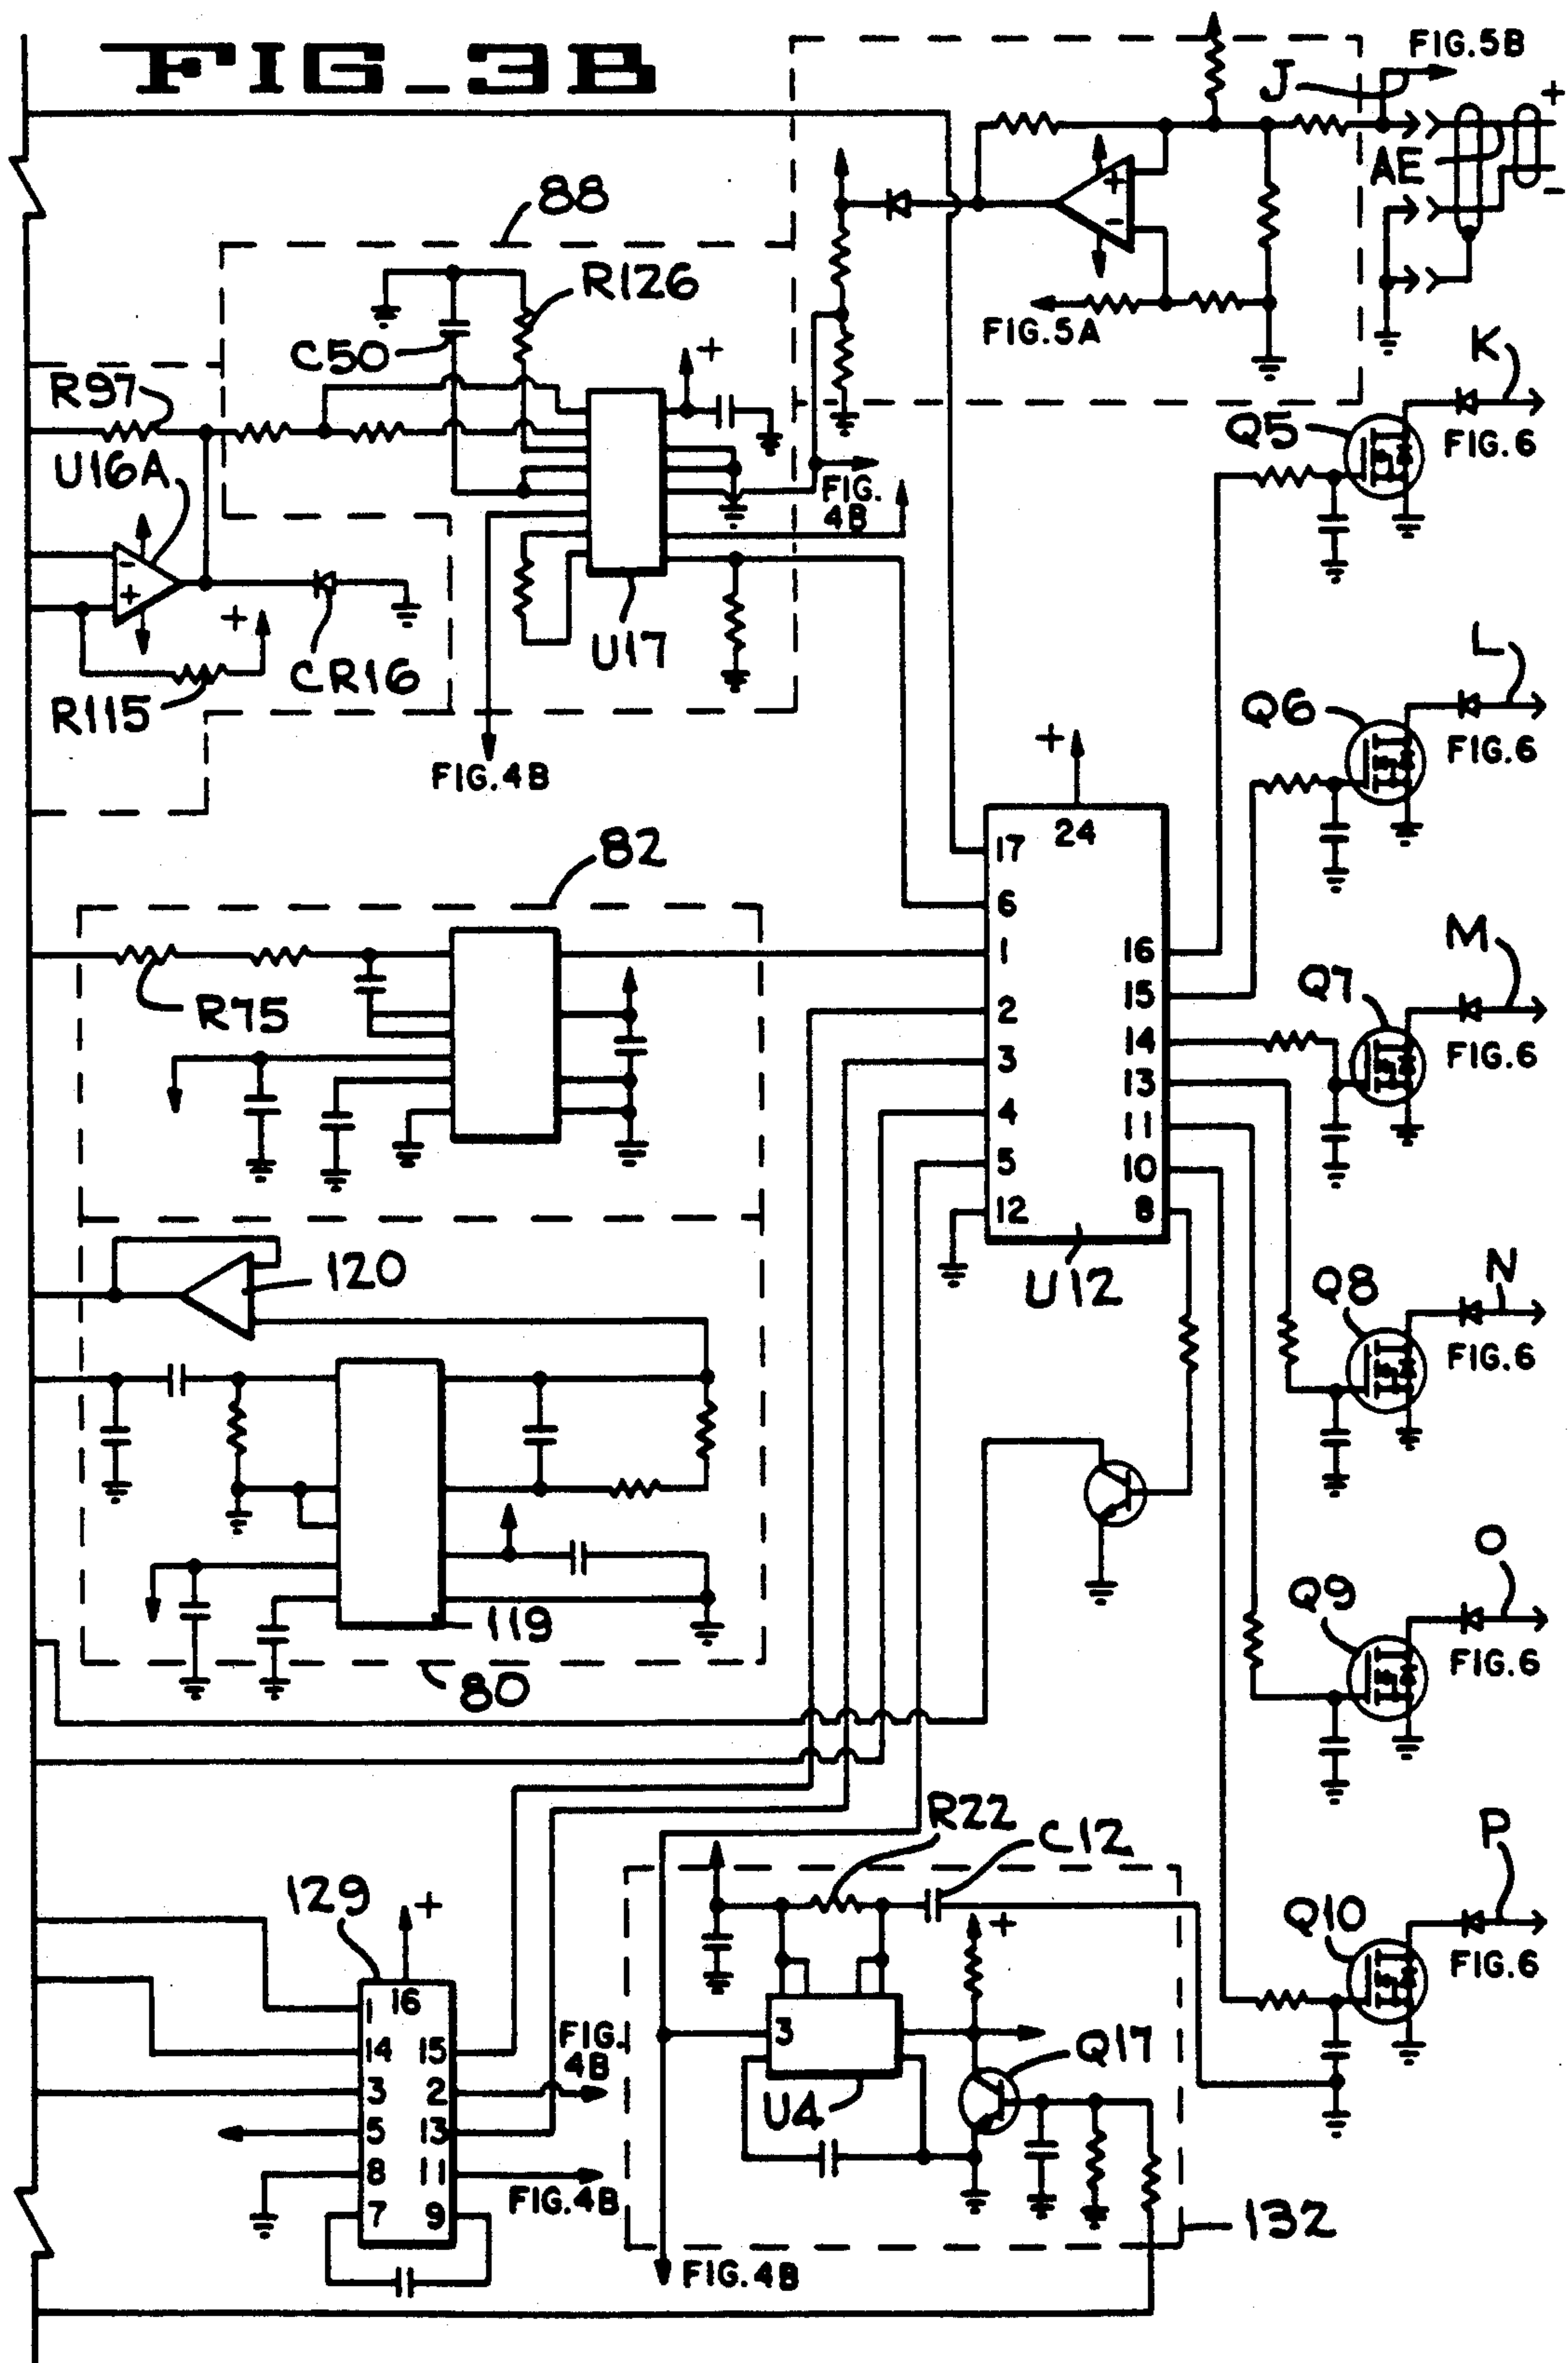 FIG_3B
FIG.5B
J
+
AE
-
88
R126
C50
+
-
FIG.5A
K
Q5
FIG.6
R97
U16A
+
FIG.
4B
-
+
+
U17
CR16
R115
FIG.4B
L
Q6
FIG.6
+
24
17
6
1
2
3
4
5
12
16
15
14
13
11
10
8
U12
82
R75
M
Q7
FIG.6
120
N
Q8
FIG.6
119
80
O
Q9
FIG.6
R22
C12
P
Q10
FIG.6
129
+
16
1
14
3
5
8
7
15
2
13
11
9
FIG.
4B
FIG.4B
+
3
U4
Q17
132
FIG.4B